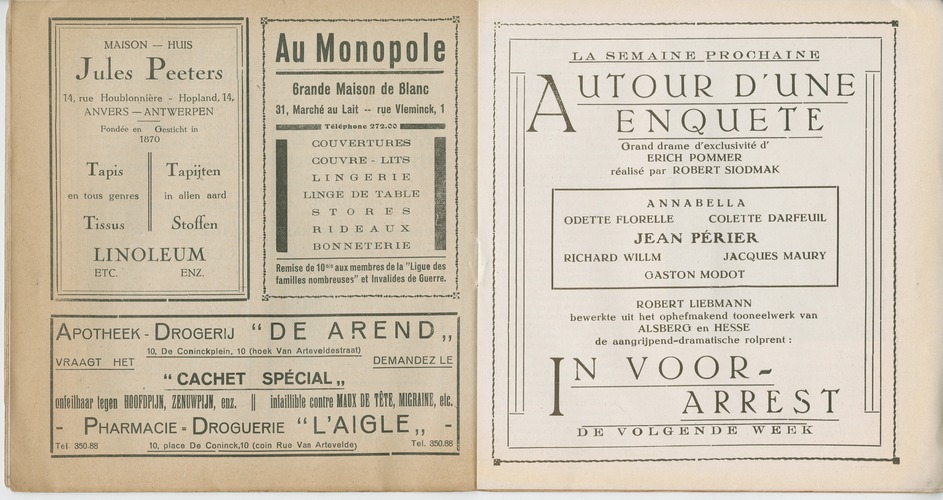 MAISON — HUIS
Jules Peeters
14, rue Houblonnière - Hopland, 14,
ANVERS — ANTWERPEN
Fondée en Gesticht in
1870
Tapis
en tous genres
Tissus
Tapijten
in allen aard
Stoffen
LINOLEUM
ETC. ENZ.
Au Monopole
Grande Maison de Blanc
31, Marché au Lait -- rue Vleminck, 1
Téléphone 272.00
COUVERTURES
COUVRE - LITS
LINGERIE
LINGE DE TABLE
STORES
RIDEAUX
BONNETERIE
Remise de 10% aux membres de la "Ligue des
familles nombreuses" et Invalides de Guerre.
APOTHEEK - DROGERIJ “ DE AREND „
10, De Coninckplein, 10 (hoek Van Arteveldestraat)
VRAAGT HET DEMANDEZ LE
“ CACHET SPÉCIAL „
onfeilbaar tegen HOOFDPIJN, ZENUWPIJN, enz. || infaillible contre MAUX DE TÊTE, MIGRAINE, etc.
- PHARMACIE - DROGUERIE “ L'AIGLE „ -
Tel. 350.88 10, place De Coninck,10 (coin Rue Van Artevelde) Tel. 350.88
LA SEMAINE PROCHAINE
AUTOUR D'UNE
ENQUETE
Grand drame d'exclusivité d'
ERICH POMMER
réalisé par ROBERT SIODMAK
ANNABELLA
ODETTE FLORELLE COLETTE DARFEUIL
JEAN PÉRIER
RICHARD WILLM JACQUES MAURY
GASTON MODOT
ROBERT LIEBMANN
bewerkte uit het ophefmakend tooneelwerk van
ALSBERG en HESSE
de aangrijpend-dramatische rolprent :
IN VOOR-
ARREST
DE VOLGENDE WEEK